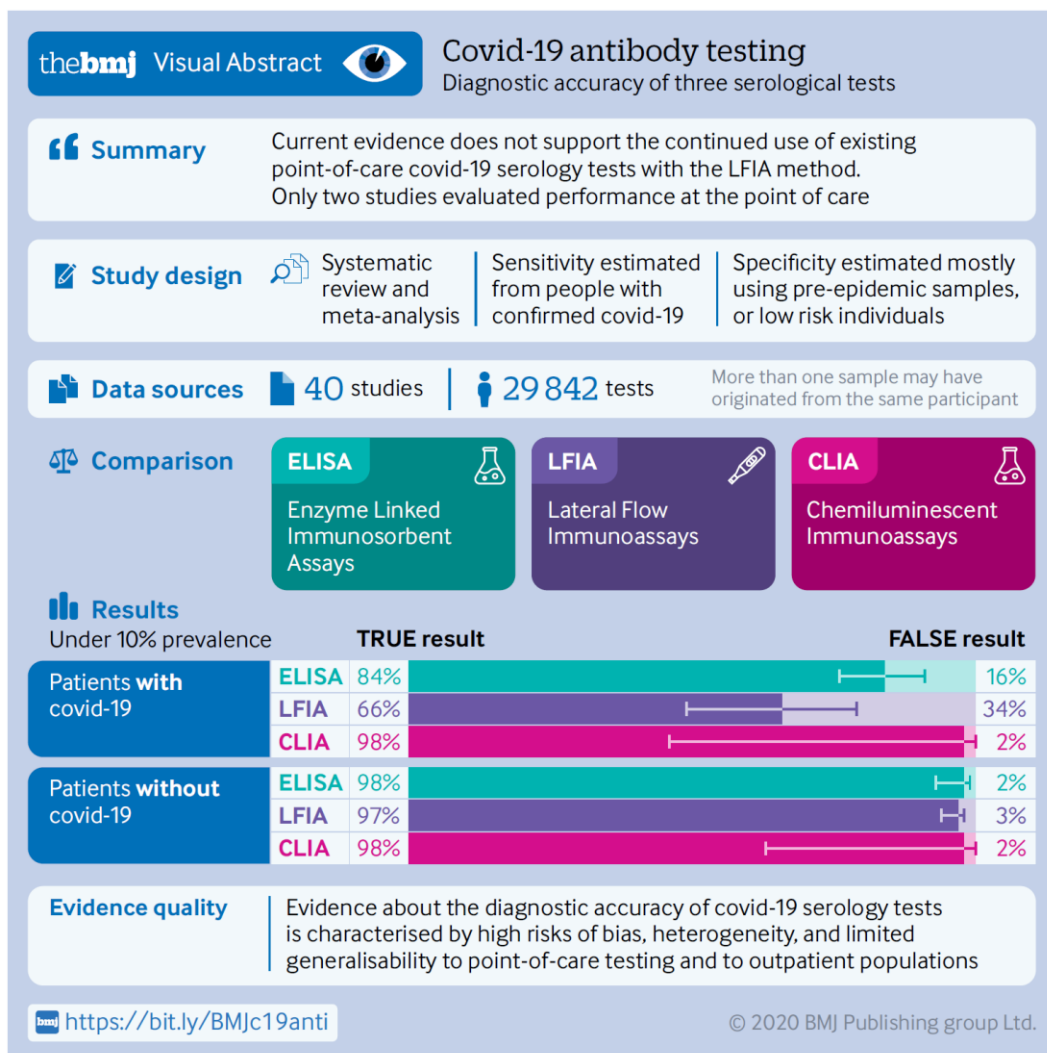 thebmj Visual Abstract
Covid-19 antibody testing
Diagnostic accuracy of three serological tests
Summary
Current evidence does not support the continued use of existing
point-of-care covid-19 serology tests with the LFIA method.
Only two studies evaluated performance at the point of care
Study design
Systematic
review and
meta-analysis
Sensitivity estimated
from people with
confirmed covid-19
Specificity estimated mostly
using pre-epidemic samples,
or low risk individuals
Data sources
40 studies
29 842 tests
More than one sample may have
originated from the same participant
Comparison
ELISA
Enzyme Linked
Immunosorbent
Assays
LFIA
Lateral Flow
Immunoassays
CLIA
Chemiluminescent
Immunoassays
Results
Under 10% prevalence
TRUE result
FALSE result
Patients with
covid-19
ELISA 84% 16%
LFIA 66% 34%
CLIA 98% 2%
Patients without
covid-19
ELISA 98% 2%
LFIA 97% 3%
CLIA 98% 2%
Evidence quality
Evidence about the diagnostic accuracy of covid-19 serology tests
is characterised by high risks of bias, heterogeneity, and limited
generalisability to point-of-care testing and to outpatient populations
bmj https://bit.ly/BMJc19anti
© 2020 BMJ Publishing group Ltd.